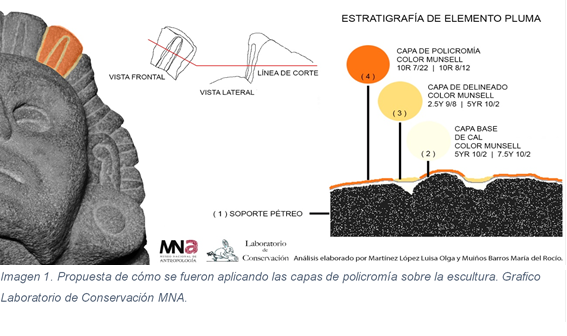 ESTRATIGRAFÍA DE ELEMENTO PLUMA
VISTA FRONTAL
VISTA LATERAL
LÍNEA DE CORTE
( 4 )
CAPA DE POLICROMÍA
COLOR MUNSELL
10R 7/22 | 10R 8/12
( 3 )
CAPA DE DELINEADO
COLOR MUNSELL
2.5Y 9/8 | 5YR 10/2
( 2 )
CAPA BASE
DE CAL
COLOR MUNSELL
5YR 10/2 | 7.5Y 10/2
( 1 ) SOPORTE PÉTREO
MNA
MUSEO NACIONAL DE
ANTROPOLOGÍA
Laboratorio
de
Conservación
Análisis elaborado por Martínez López Luisa Olga y Muiños Barros María del Rocío.
Imagen 1. Propuesta de cómo se fueron aplicando las capas de policromía sobre la escultura. Grafico
Laboratorio de Conservación MNA.